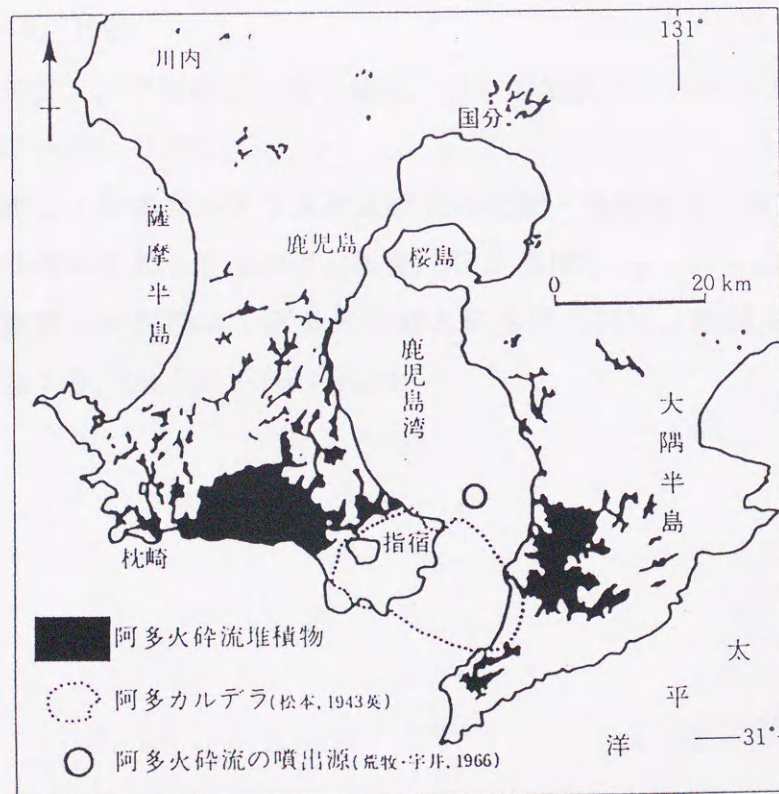 131°
川内
国分
薩摩半島
鹿児島
桜島
0 20 km
鹿児島湾
大隅半島
指宿
枕崎
阿多火砕流堆積物
阿多カルデラ(松本, 1943英)
阿多火砕流の噴出源(荒牧・宇井, 1966)
太平洋
31°